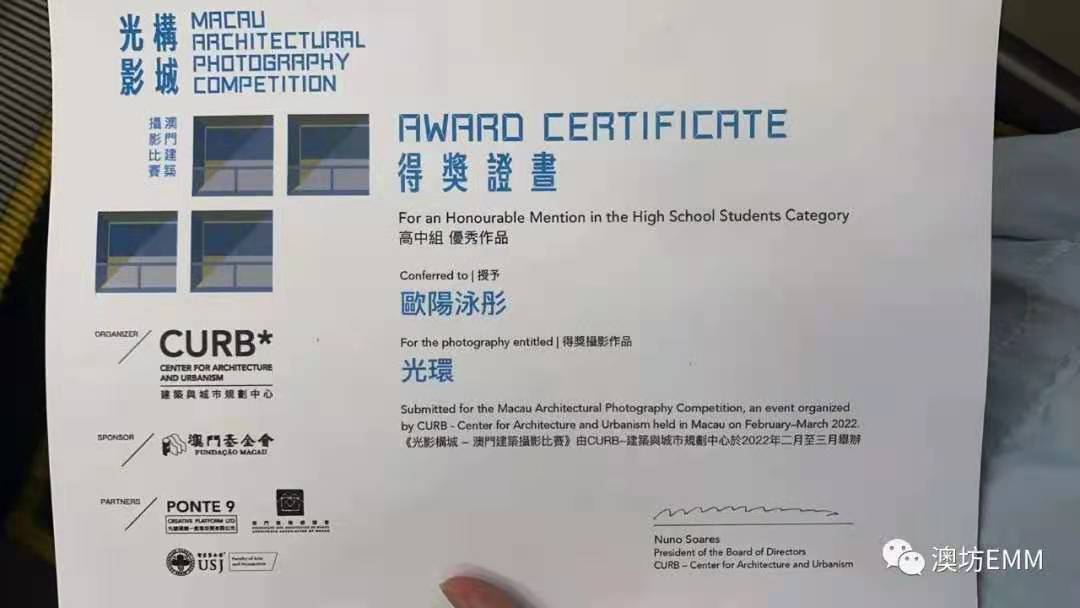 光構
影城
MACAU
ARCHITECTURAL
PHOTOGRAPHY
COMPETITION
澳門建築
攝影比賽
AWARD CERTIFICATE
得獎證書
For an Honourable Mention in the High School Students Category
高中組 優秀作品
Conferred to | 授予
歐陽泳彤
For the photography entitled | 得獎攝影作品
光環
Submitted for the Macau Architectural Photography Competition, an event organized
by CURB - Center for Architecture and Urbanism held in Macau on February–March 2022.
《光影構城 – 澳門建築攝影比賽》由CURB–建築與城市規劃中心於2022年二月至三月舉辦
ORGANIZER
CURB*
CENTER FOR ARCHITECTURE
AND URBANISM
建築與城市規劃中心
SPONSOR
澳門基金會
FUNDAÇÃO MACAU
PARTNERS
PONTE 9
CREATIVE PLATFORM LTD
USJ
Nuno Soares
President of the Board of Directors
CURB – Center for Architecture and Urbanism
澳坊EMM